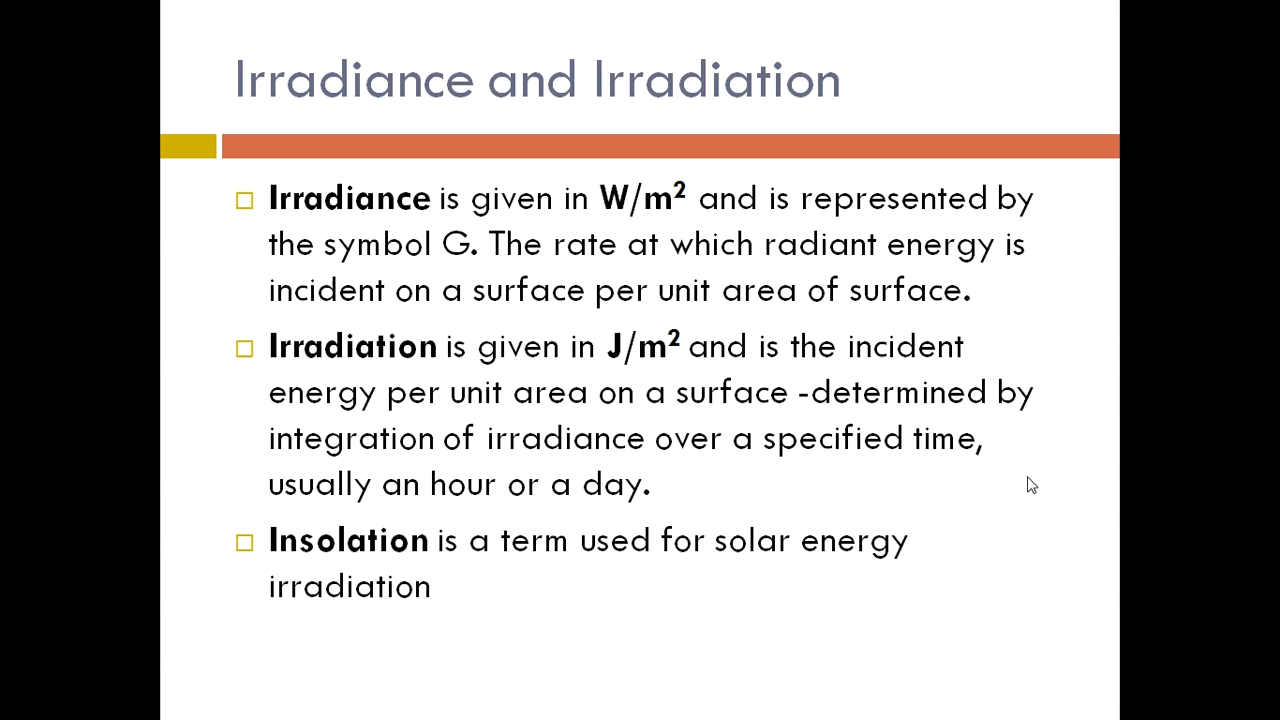 Irradiance and Irradiation
Irradiance is given in W/m² and is represented by
the symbol G. The rate at which radiant energy is
incident on a surface per unit area of surface.
Irradiation is given in J/m² and is the incident
energy per unit area on a surface -determined by
integration of irradiance over a specified time,
usually an hour or a day.
Insolation is a term used for solar energy
irradiation